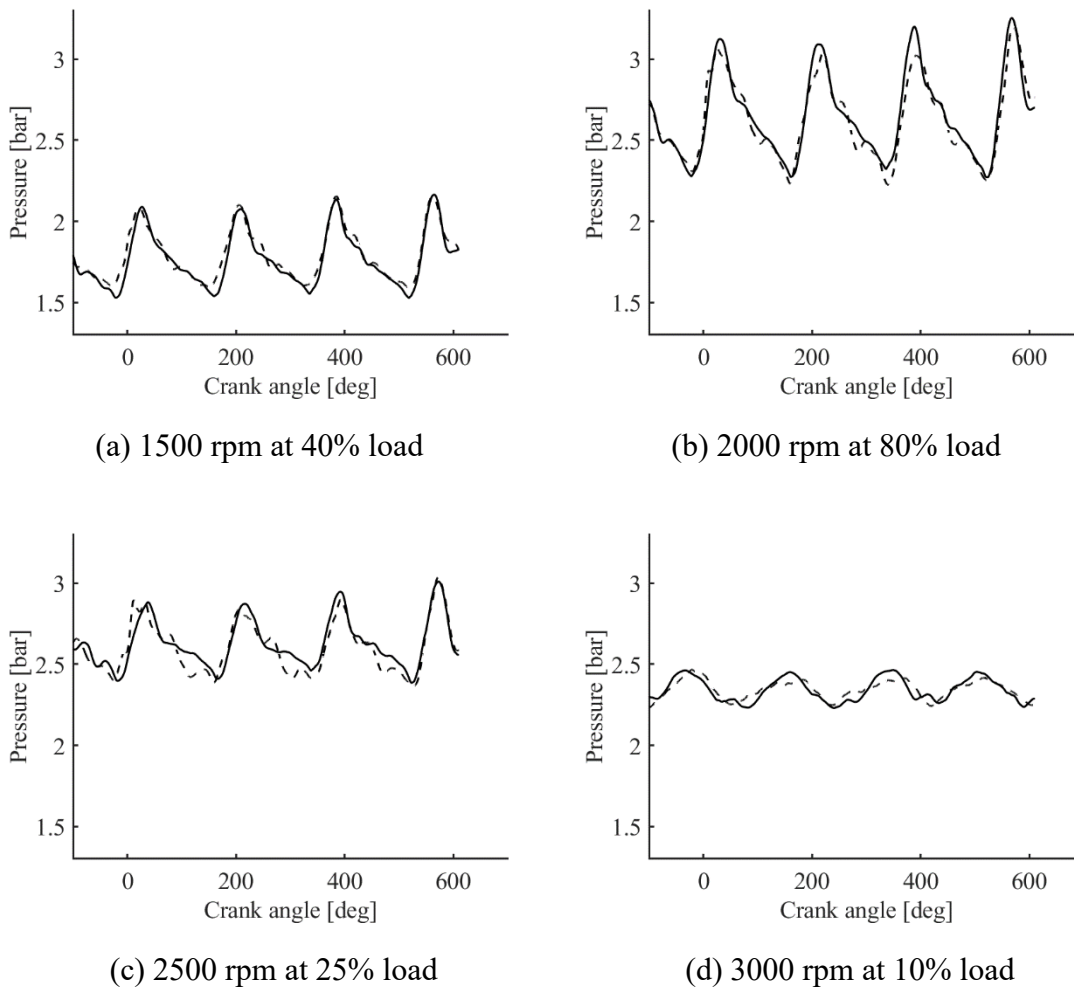 3
2.5
2
1.5
Pressure [bar]
0 200 400 600
Crank angle [deg]
(a) 1500 rpm at 40% load
3
2.5
2
1.5
Pressure [bar]
0 200 400 600
Crank angle [deg]
(b) 2000 rpm at 80% load
3
2.5
2
1.5
Pressure [bar]
0 200 400 600
Crank angle [deg]
(c) 2500 rpm at 25% load
3
2.5
2
1.5
Pressure [bar]
0 200 400 600
Crank angle [deg]
(d) 3000 rpm at 10% load